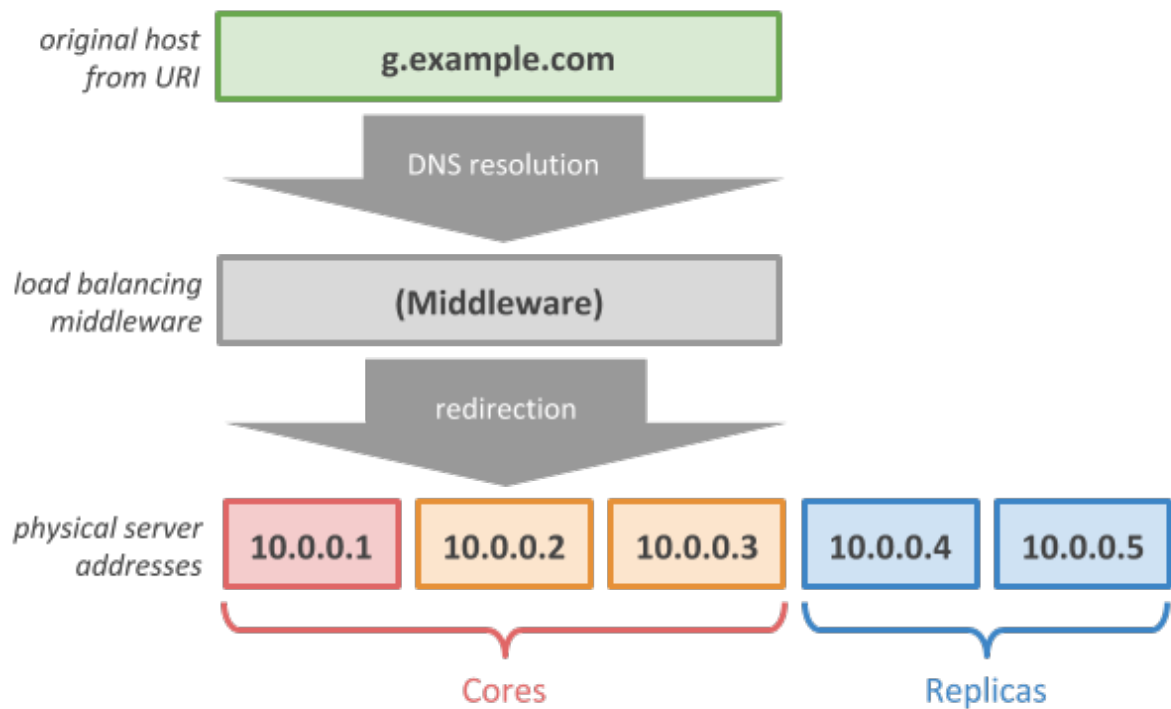 original host
from URI
g.example.com
DNS resolution
load balancing
middleware
(Middleware)
redirection
physical server
addresses
10.0.0.1
10.0.0.2
10.0.0.3
10.0.0.4
10.0.0.5
Cores
Replicas